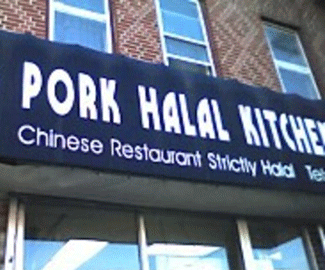 PORK HALAL KITCHEN
Chinese Restaurant Strictly Halal